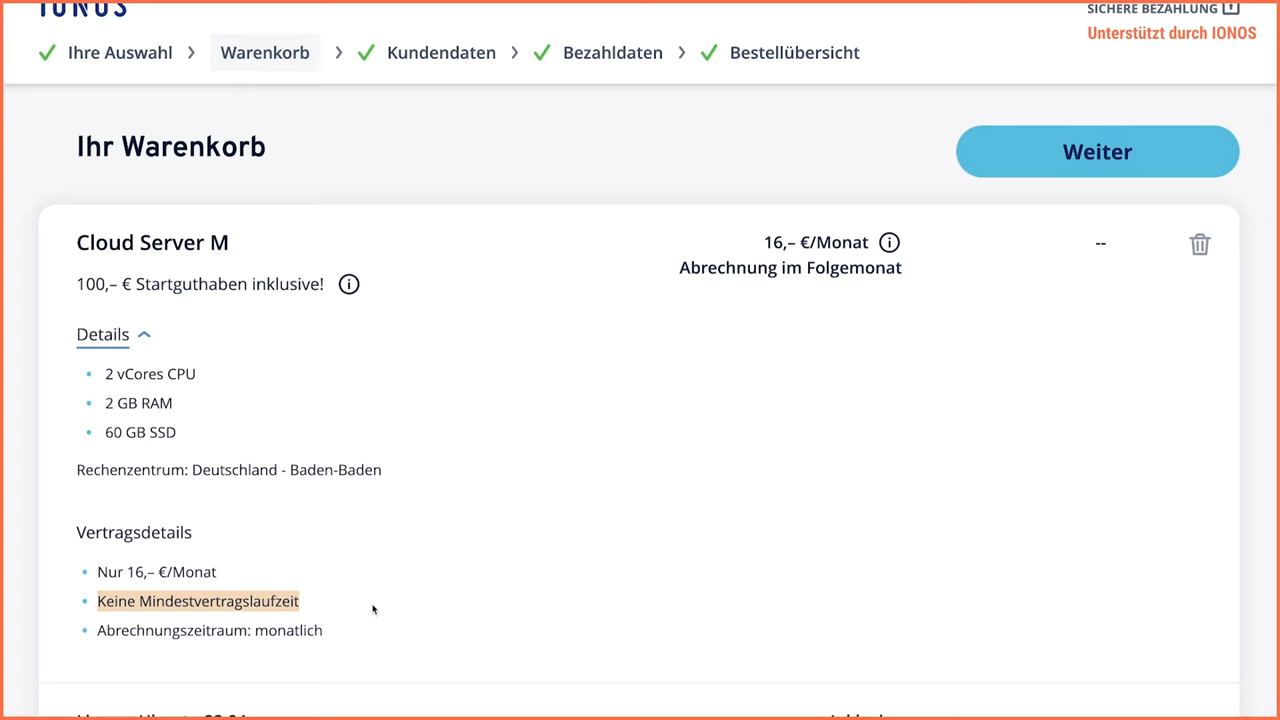 IONOS
SICHERE BEZAHLUNG
Unterstützt durch IONOS
Ihre Auswahl
Warenkorb
Kundendaten
Bezahldaten
Bestellübersicht
Ihr Warenkorb
Weiter
Cloud Server M
16,– €/Monat
--
Abrechnung im Folgemonat
100,– € Startguthaben inklusive!
Details
2 vCores CPU
2 GB RAM
60 GB SSD
Rechenzentrum: Deutschland - Baden-Baden
Vertragsdetails
Nur 16,– €/Monat
Keine Mindestvertragslaufzeit
Abrechnungszeitraum: monatlich